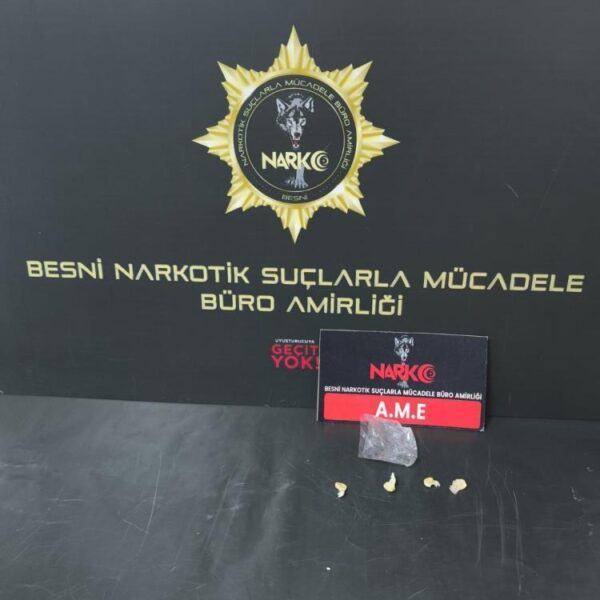 NARKOTİK SUÇLARLA MÜCADELE BÜRO AMİRLİĞİ
NARKO
BESNİ
BESNİ NARKOTİK SUÇLARLA MÜCADELE
BÜRO AMİRLİĞİ
UYUŞTURUCUYA
GEÇİT
YOK!
NARKO
BESNİ NARKOTİK SUÇLARLA MÜCADELE BÜRO AMİRLİĞİ
A.M.E